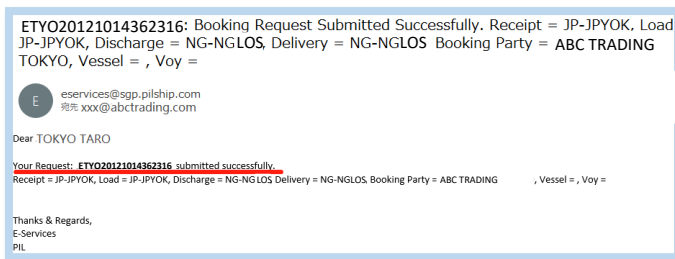 ETYO20121014362316: Booking Request Submitted Successfully. Receipt = JP-JPYOK, Load
JP-JPYOK, Discharge = NG-NGLOS, Delivery = NG-NGLOS Booking Party = ABC TRADING
TOKYO, Vessel = , Voy =
E
eservices@sgp.pilship.com
宛先 xxx@abctrading.com
Dear TOKYO TARO
Your Request: ETYO20121014362316 submitted successfully.
Receipt = JP-JPYOK, Load = JP-JPYOK, Discharge = NG-NGLOS, Delivery = NG-NGLOS, Booking Party = ABC TRADING , Vessel = , Voy =
Thanks & Regards,
E-Services
PIL